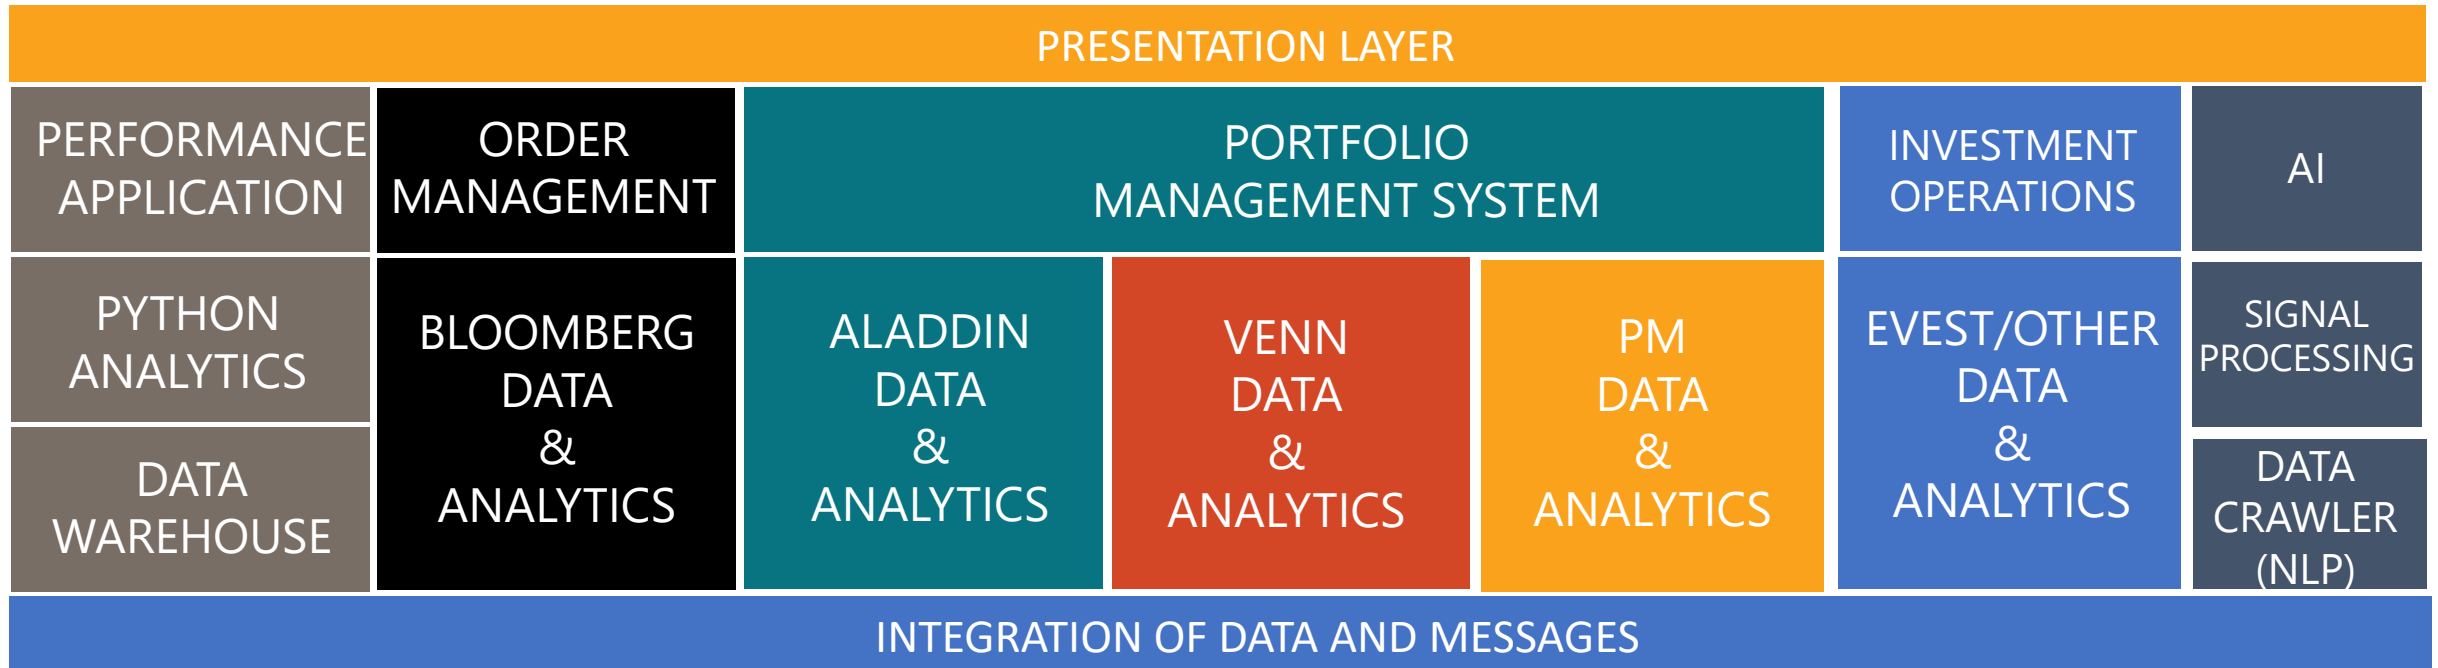 PRESENTATION LAYER
PERFORMANCE
APPLICATION
ORDER
MANAGEMENT
PORTFOLIO
MANAGEMENT SYSTEM
INVESTMENT
OPERATIONS
AI
PYTHON
ANALYTICS
DATA
WAREHOUSE
BLOOMBERG
DATA
&
ANALYTICS
ALADDIN
DATA
&
ANALYTICS
VENN
DATA
&
ANALYTICS
PM
DATA
&
ANALYTICS
EVEST/OTHER
DATA
&
ANALYTICS
SIGNAL
PROCESSING
DATA
CRAWLER
(NLP)
INTEGRATION OF DATA AND MESSAGES